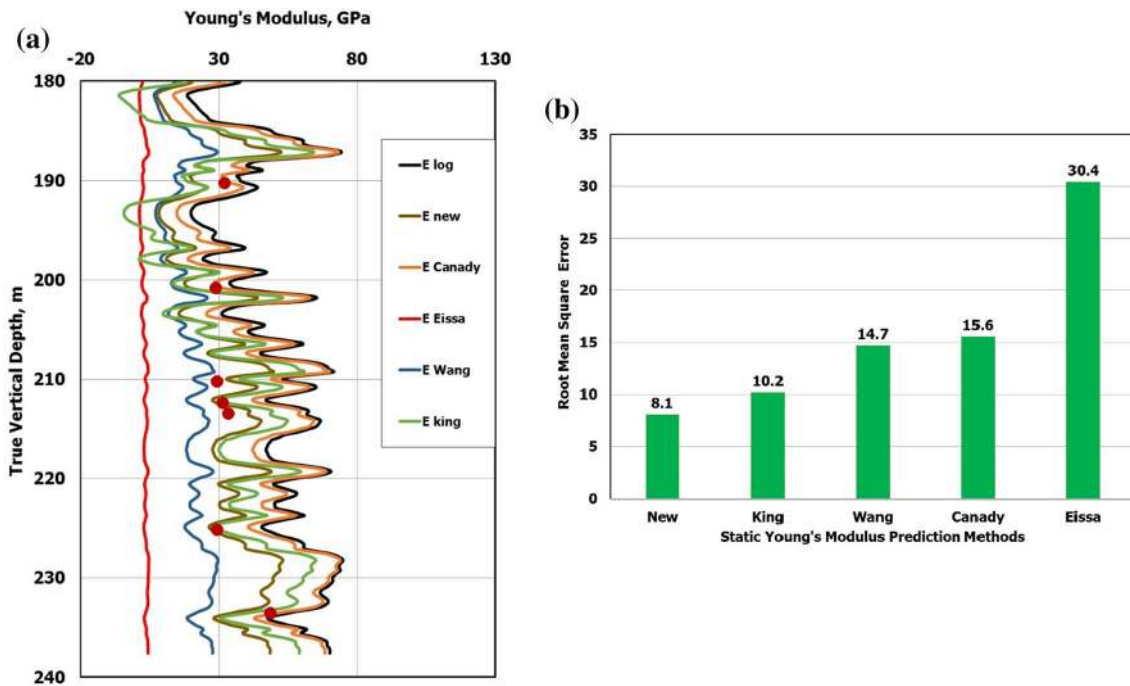 Young's Modulus, GPa
(a)
-20 30 80 130
180
190
200
210
220
230
240
True Vertical Depth, m
E log
E new
E Canady
E Eissa
E Wang
E king
(b)
35
30
25
20
15
10
5
0
Root Mean Square Error
8.1
10.2
14.7
15.6
30.4
New King Wang Canady Eissa
Static Young's Modulus Prediction Methods